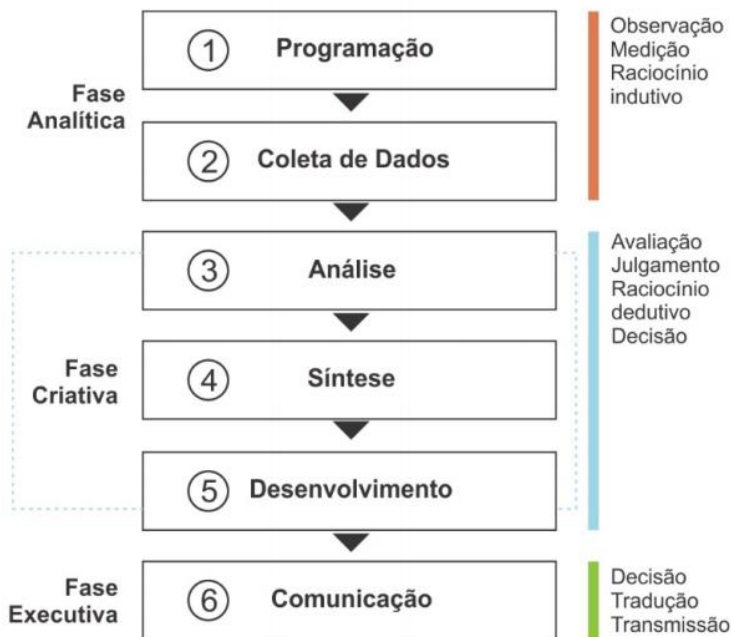 Fase
Analítica
1 Programação
2 Coleta de Dados
Observação
Medição
Raciocínio
indutivo
Fase
Criativa
3 Análise
4 Síntese
5 Desenvolvimento
Avaliação
Julgamento
Raciocínio
dedutivo
Decisão
Fase
Executiva
6 Comunicação
Decisão
Tradução
Transmissão